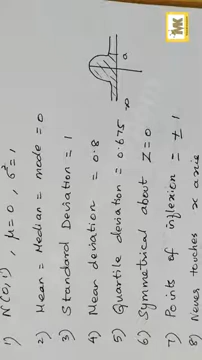 1) N(0,1), μ=0, σ²=1
2) Mean = Median = mode = 0
3) Standard Deviation = 1
4) Mean deviation = 0.8
5) Quartile deviation = 0.675
6) Symmetrical about Z=0
7) Points of inflexion = ± 1
8) Never touches x axis
MK